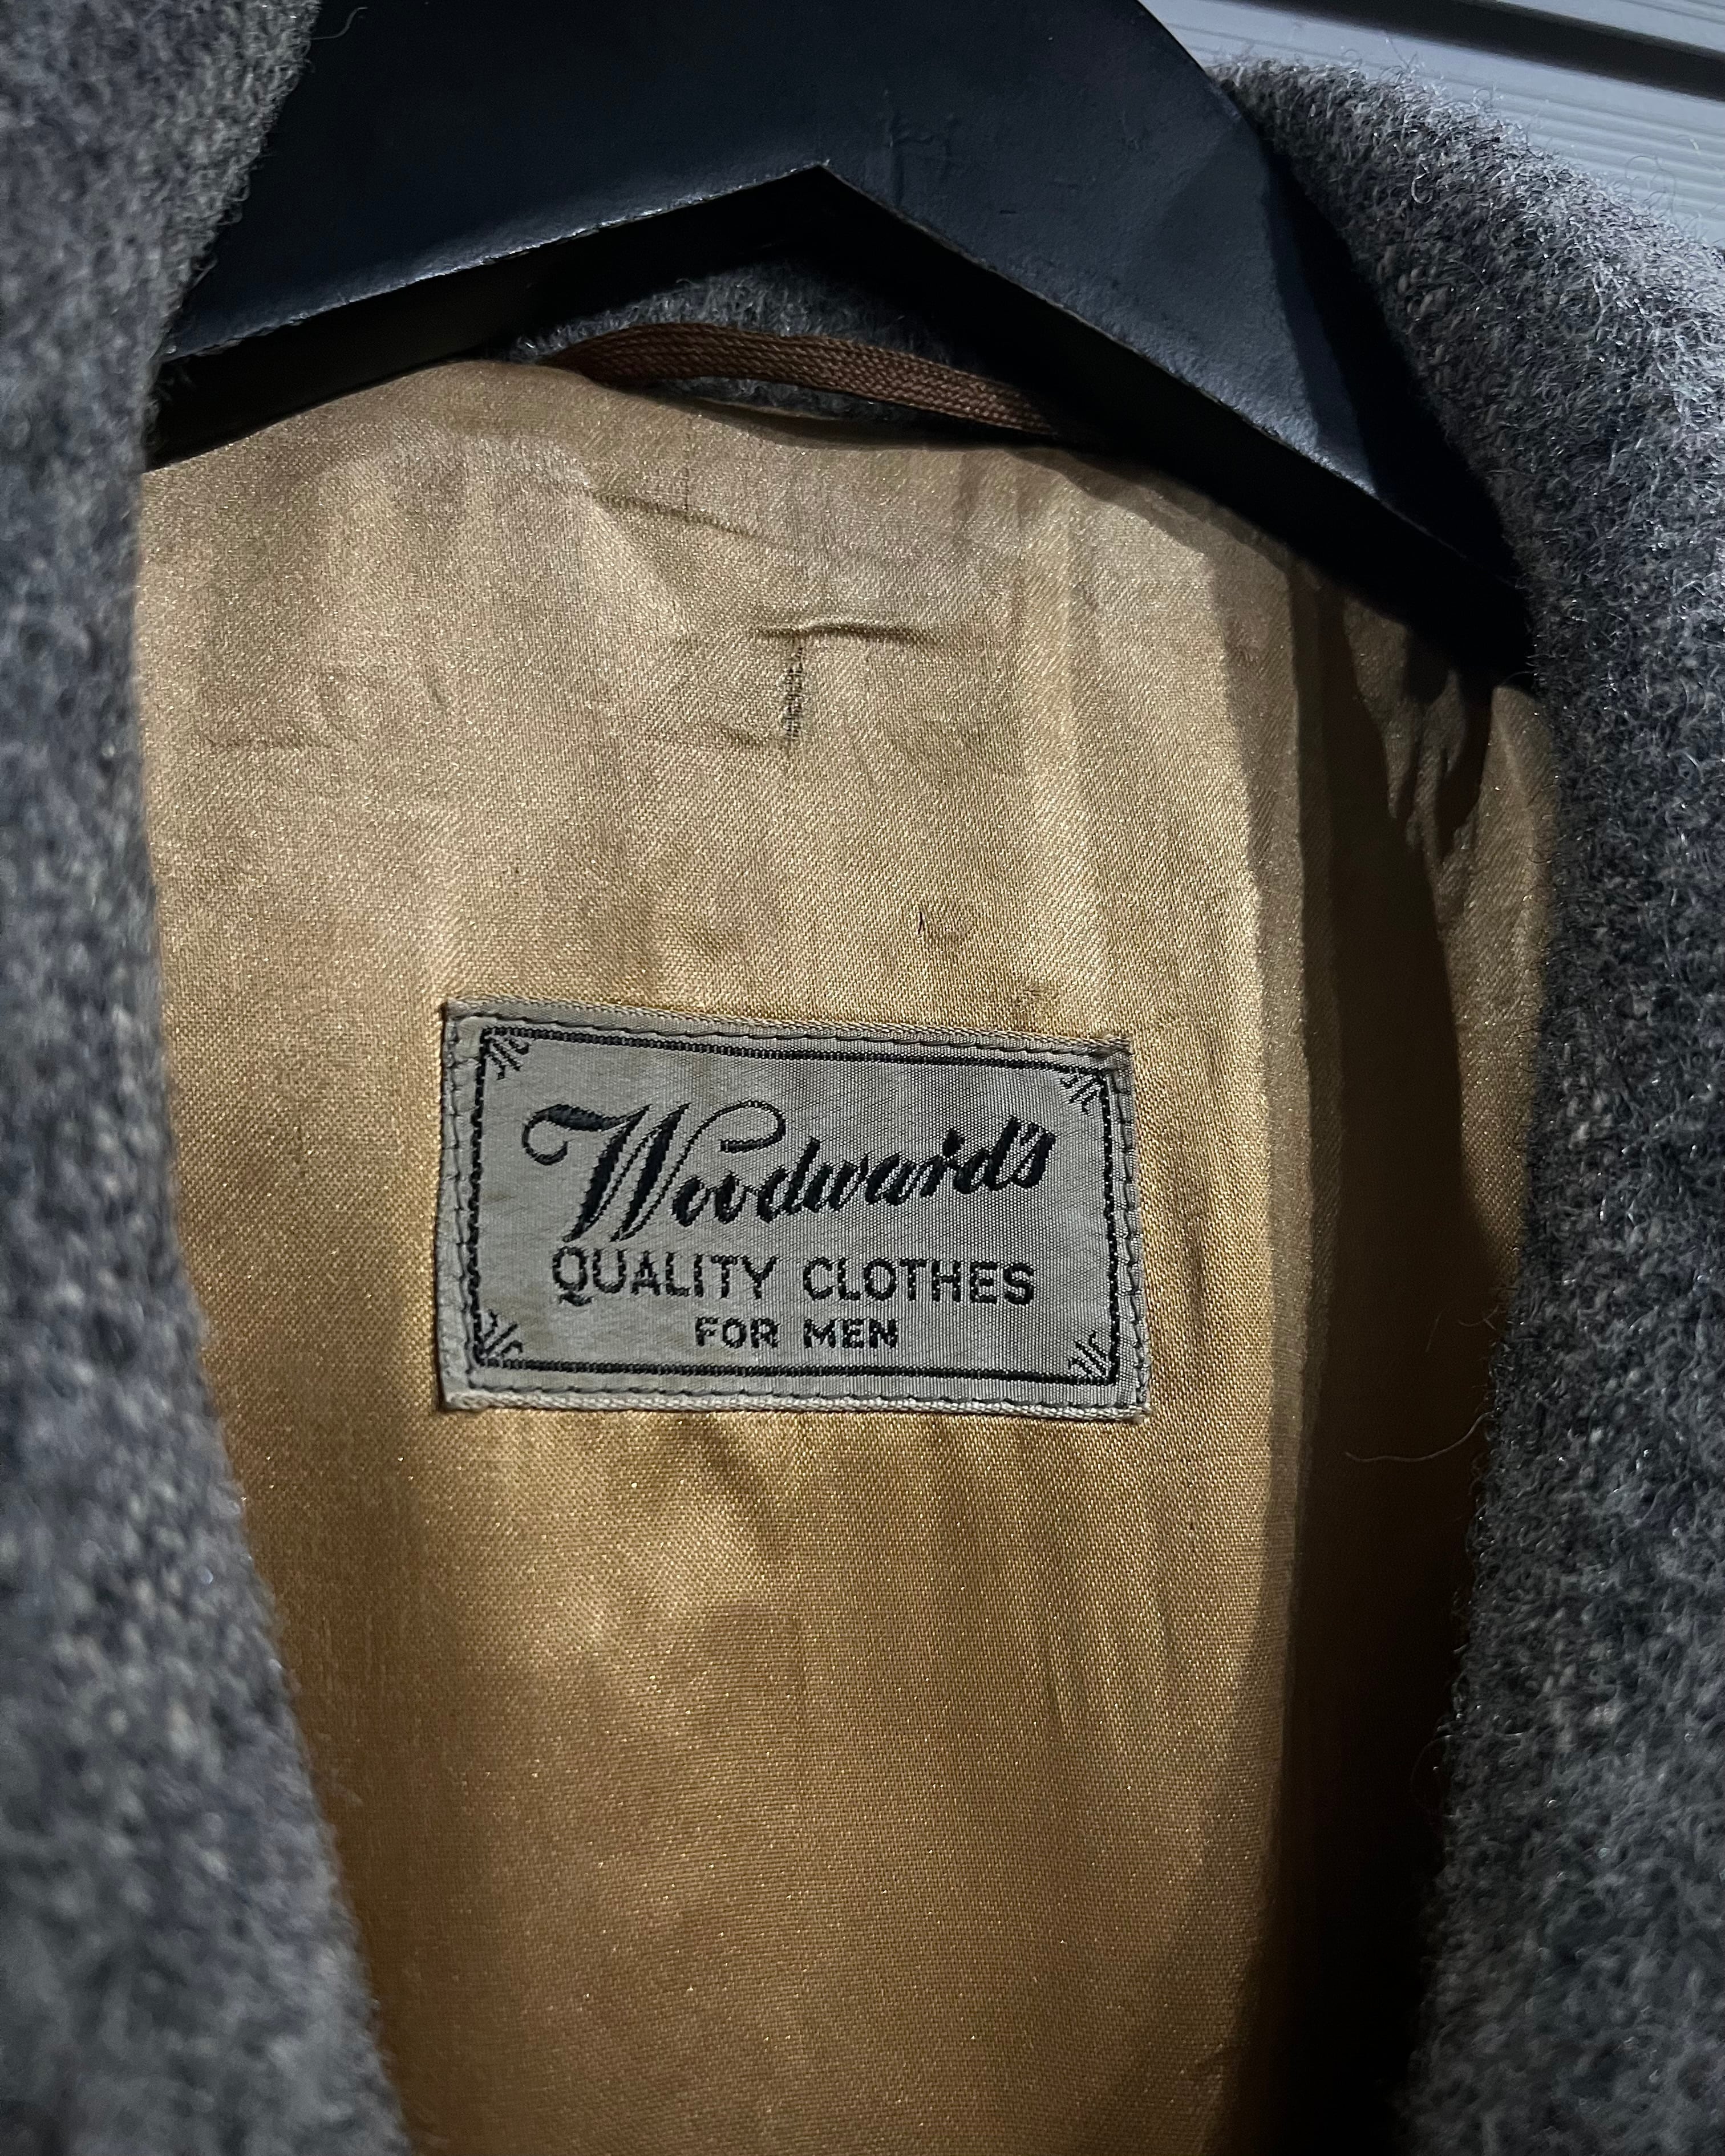 Woodward's
QUALITY CLOTHES
FOR MEN